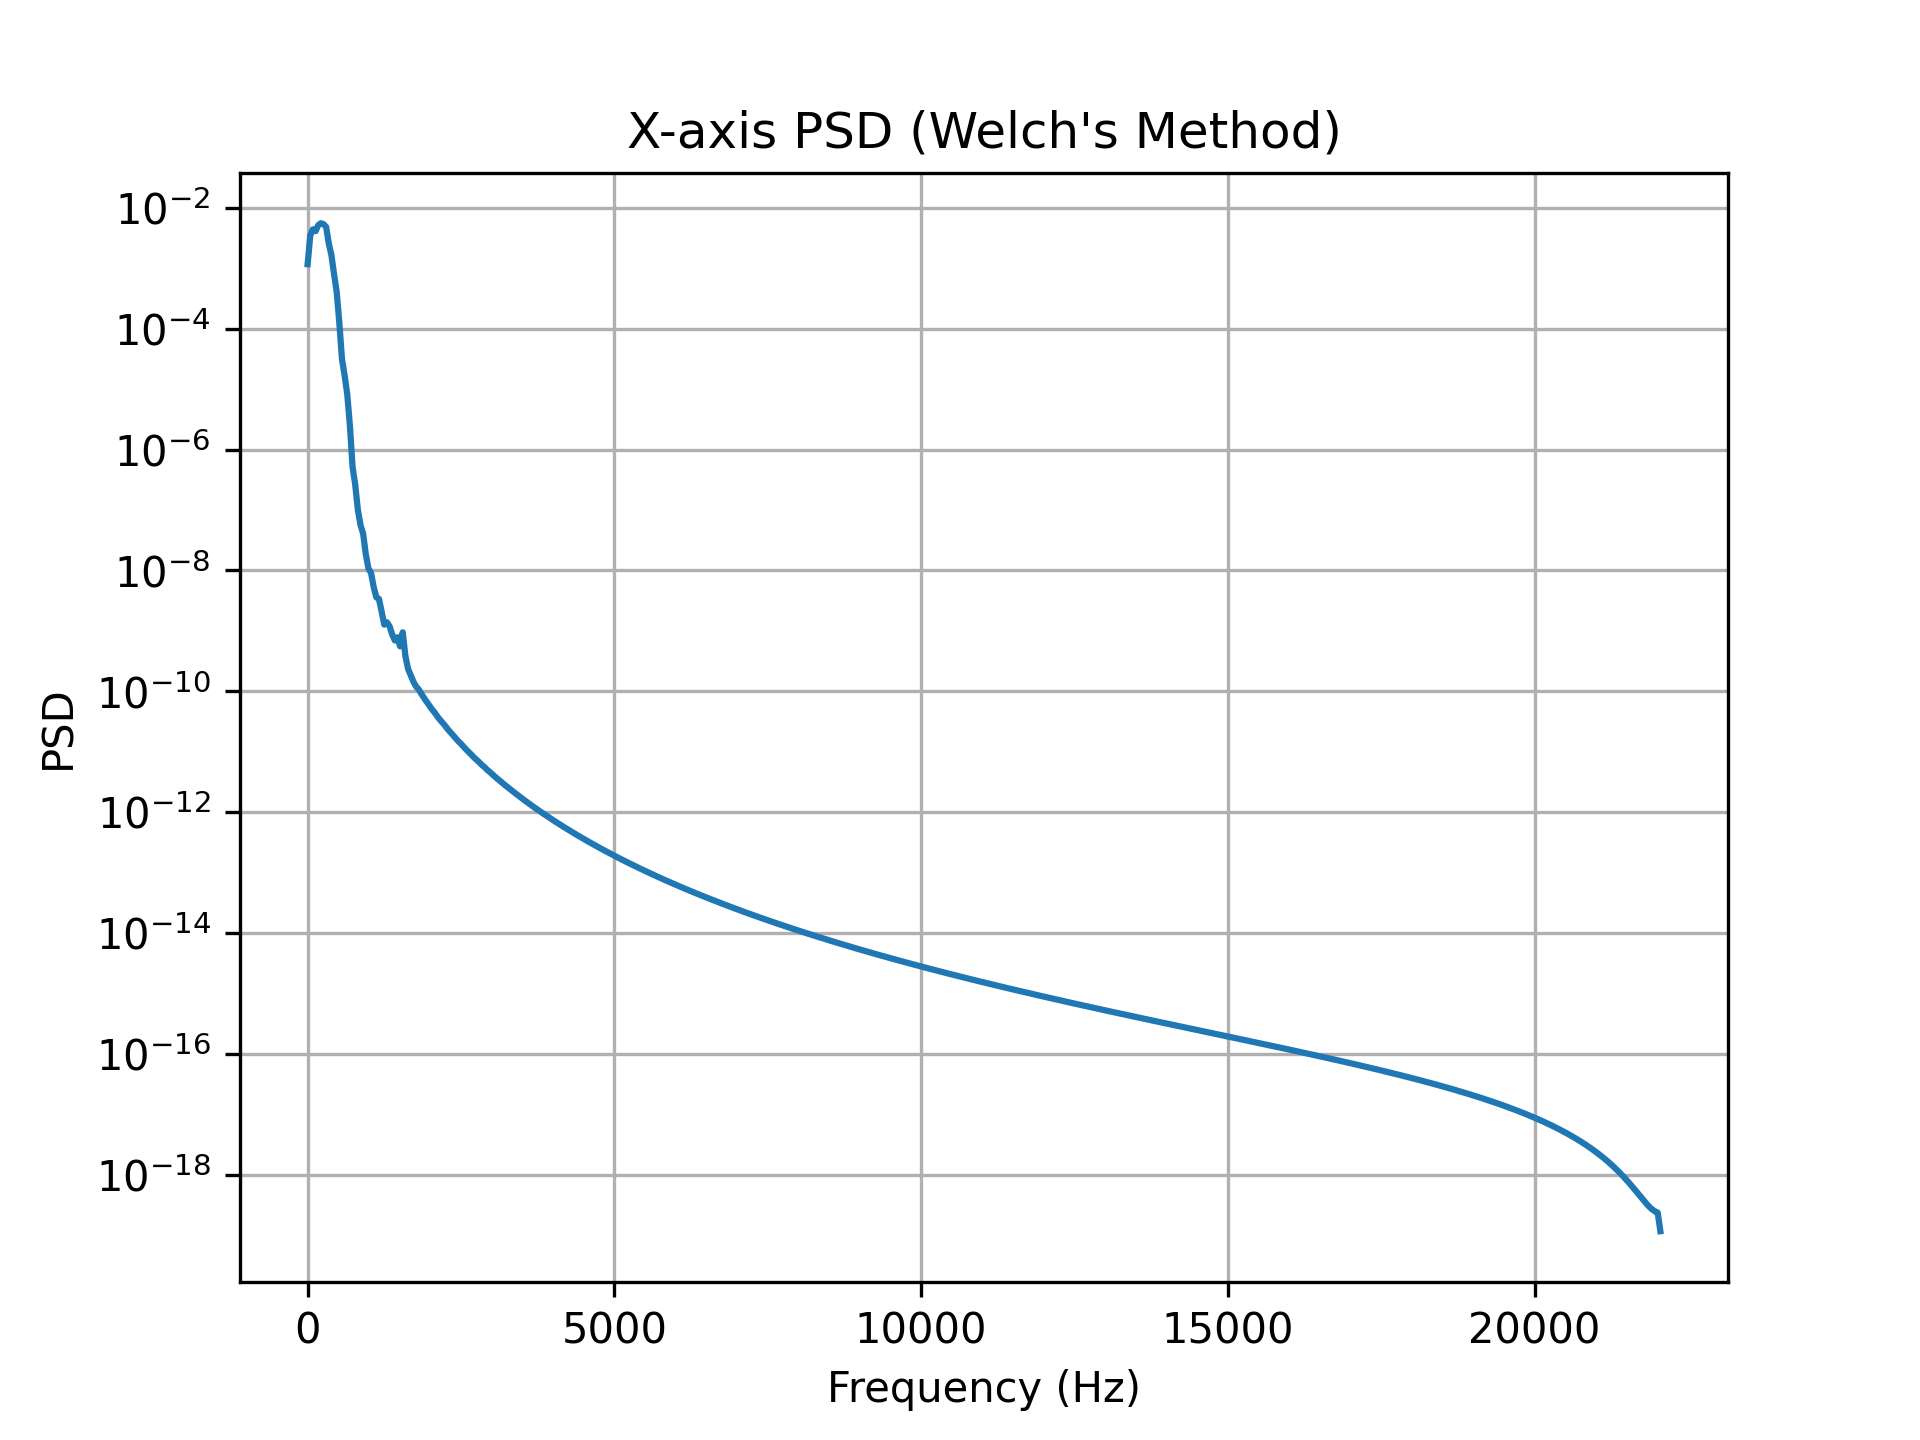 X-axis PSD (Welch's Method)
10⁻²
10⁻⁴
10⁻⁶
10⁻⁸
10⁻¹⁰
10⁻¹²
10⁻¹⁴
10⁻¹⁶
10⁻¹⁸
PSD
0 5000 10000 15000 20000
Frequency (Hz)